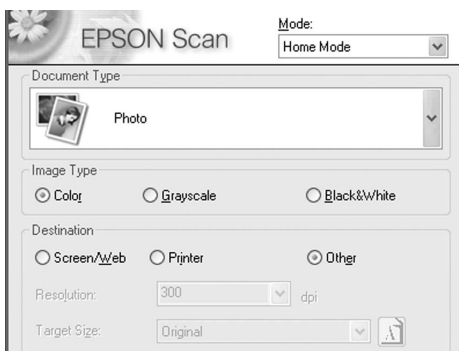 EPSON Scan
Mode:
Home Mode
Document Type
Photo
Image Type
Color
Grayscale
Black&White
Destination
Screen/Web
Printer
Other
Resolution:
300
dpi
Target Size:
Original
A